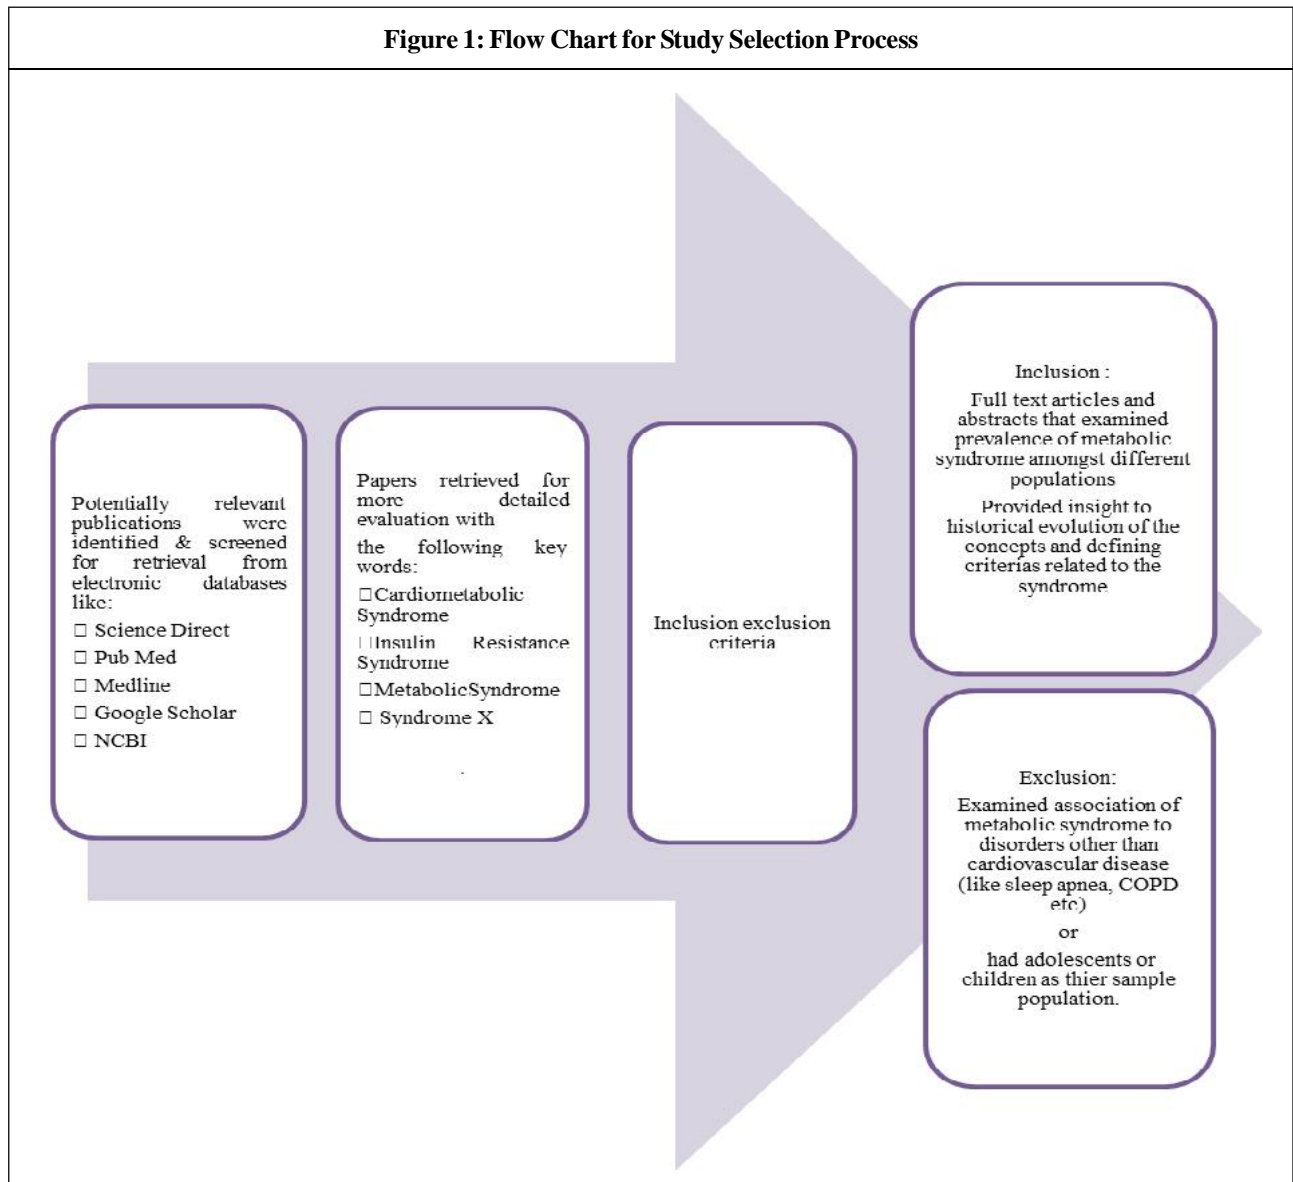 Figure 1: Flow Chart for Study Selection Process
Potentially relevant
publications were
identified & screened
for retrieval from
electronic databases
like:
□ Science Direct
□ Pub Med
□ Medline
□ Google Scholar
□ NCBI
Papers retrieved for
more detailed
evaluation with
the following key
words:
□Cardiometabolic
Syndrome
□Insulin Resistance
Syndrome
□MetabolicSyndrome
□ Syndrome X
.
Inclusion exclusion
criteria
Inclusion :
Full text articles and
abstracts that examined
prevalence of metabolic
syndrome amongst different
populations
Provided insight to
historical evolution of the
concepts and defining
criterias related to the
syndrome
Exclusion:
Examined association of
metabolic syndrome to
disorders other than
cardiovascular disease
(like sleep apnea, COPD
etc)
or
had adolescents or
children as thier sample
population.